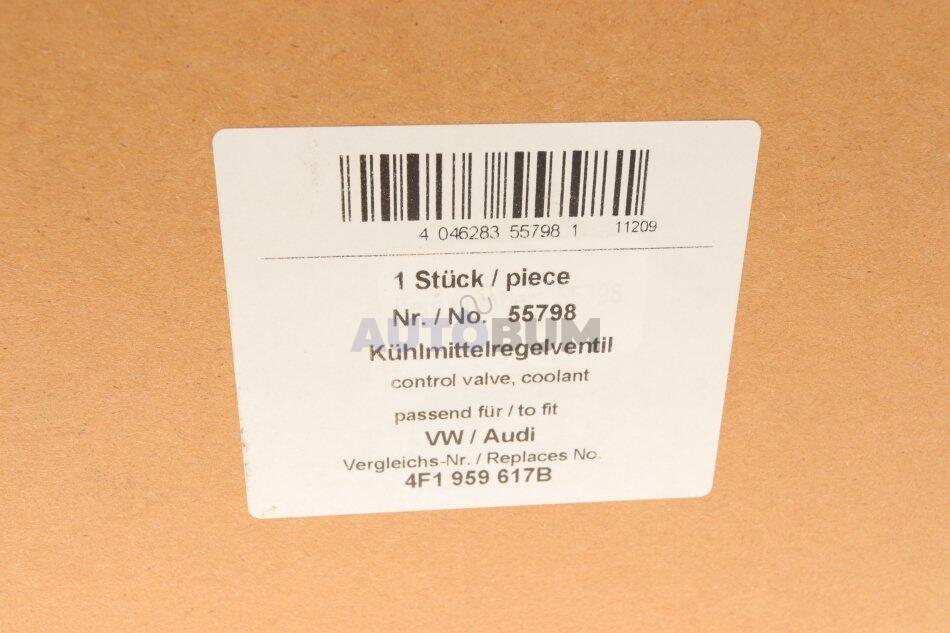 4 046283 55798 1 11209
1 Stück / piece
Nr. / No. 55798
AUTOBUM
Kühlmittelregelventil
control valve, coolant
passend für / to fit
VW / Audi
Vergleichs-Nr. / Replaces No.
4F1 959 617B